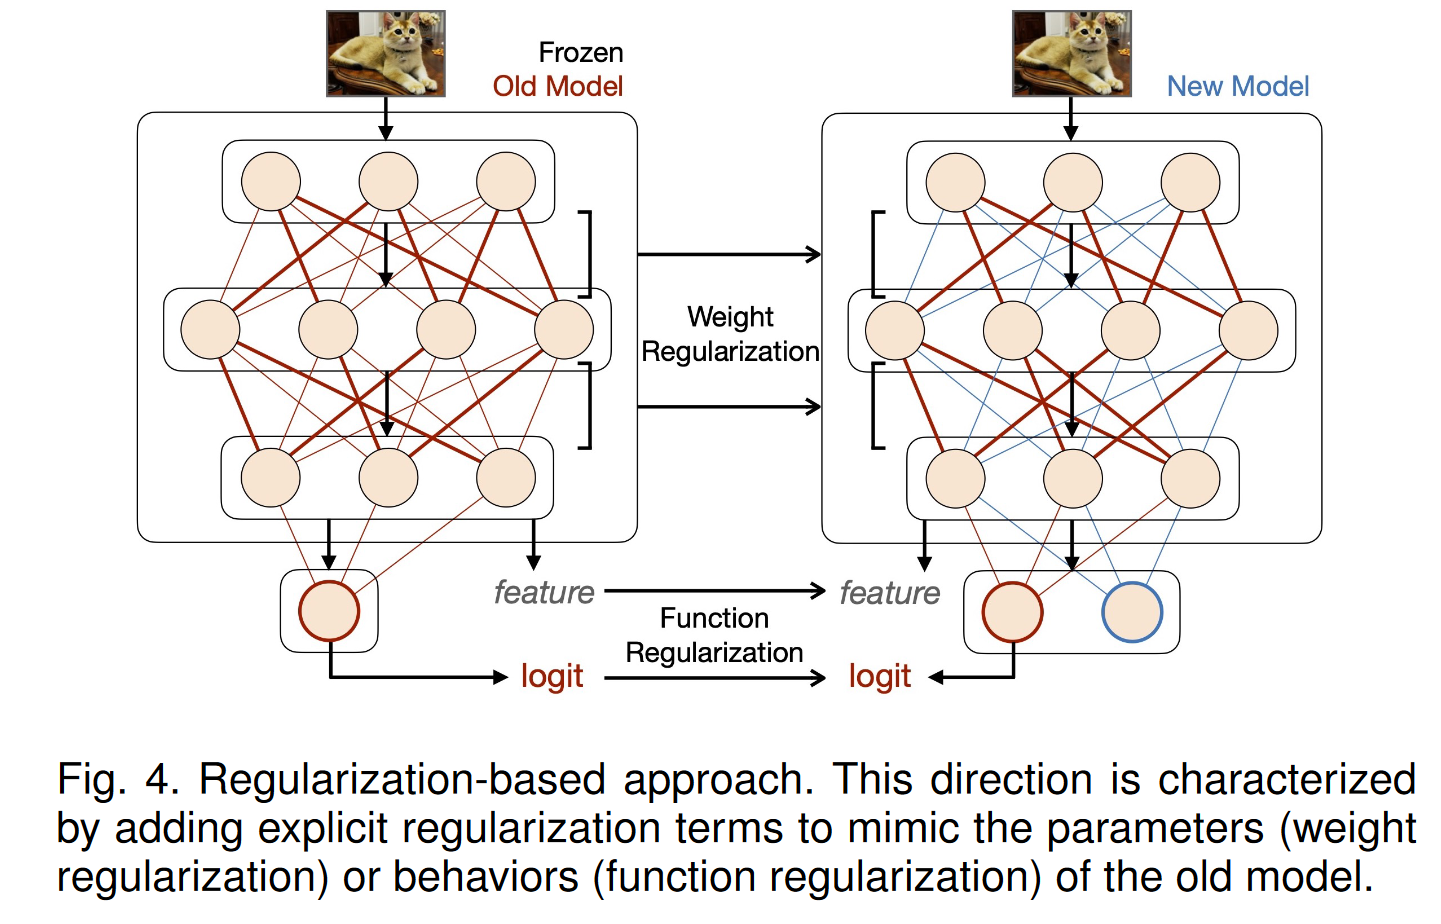 Frozen
Old Model
New Model
Weight
Regularization
feature
feature
Function
Regularization
logit
logit
Fig. 4. Regularization-based approach. This direction is characterized
by adding explicit regularization terms to mimic the parameters (weight
regularization) or behaviors (function regularization) of the old model.